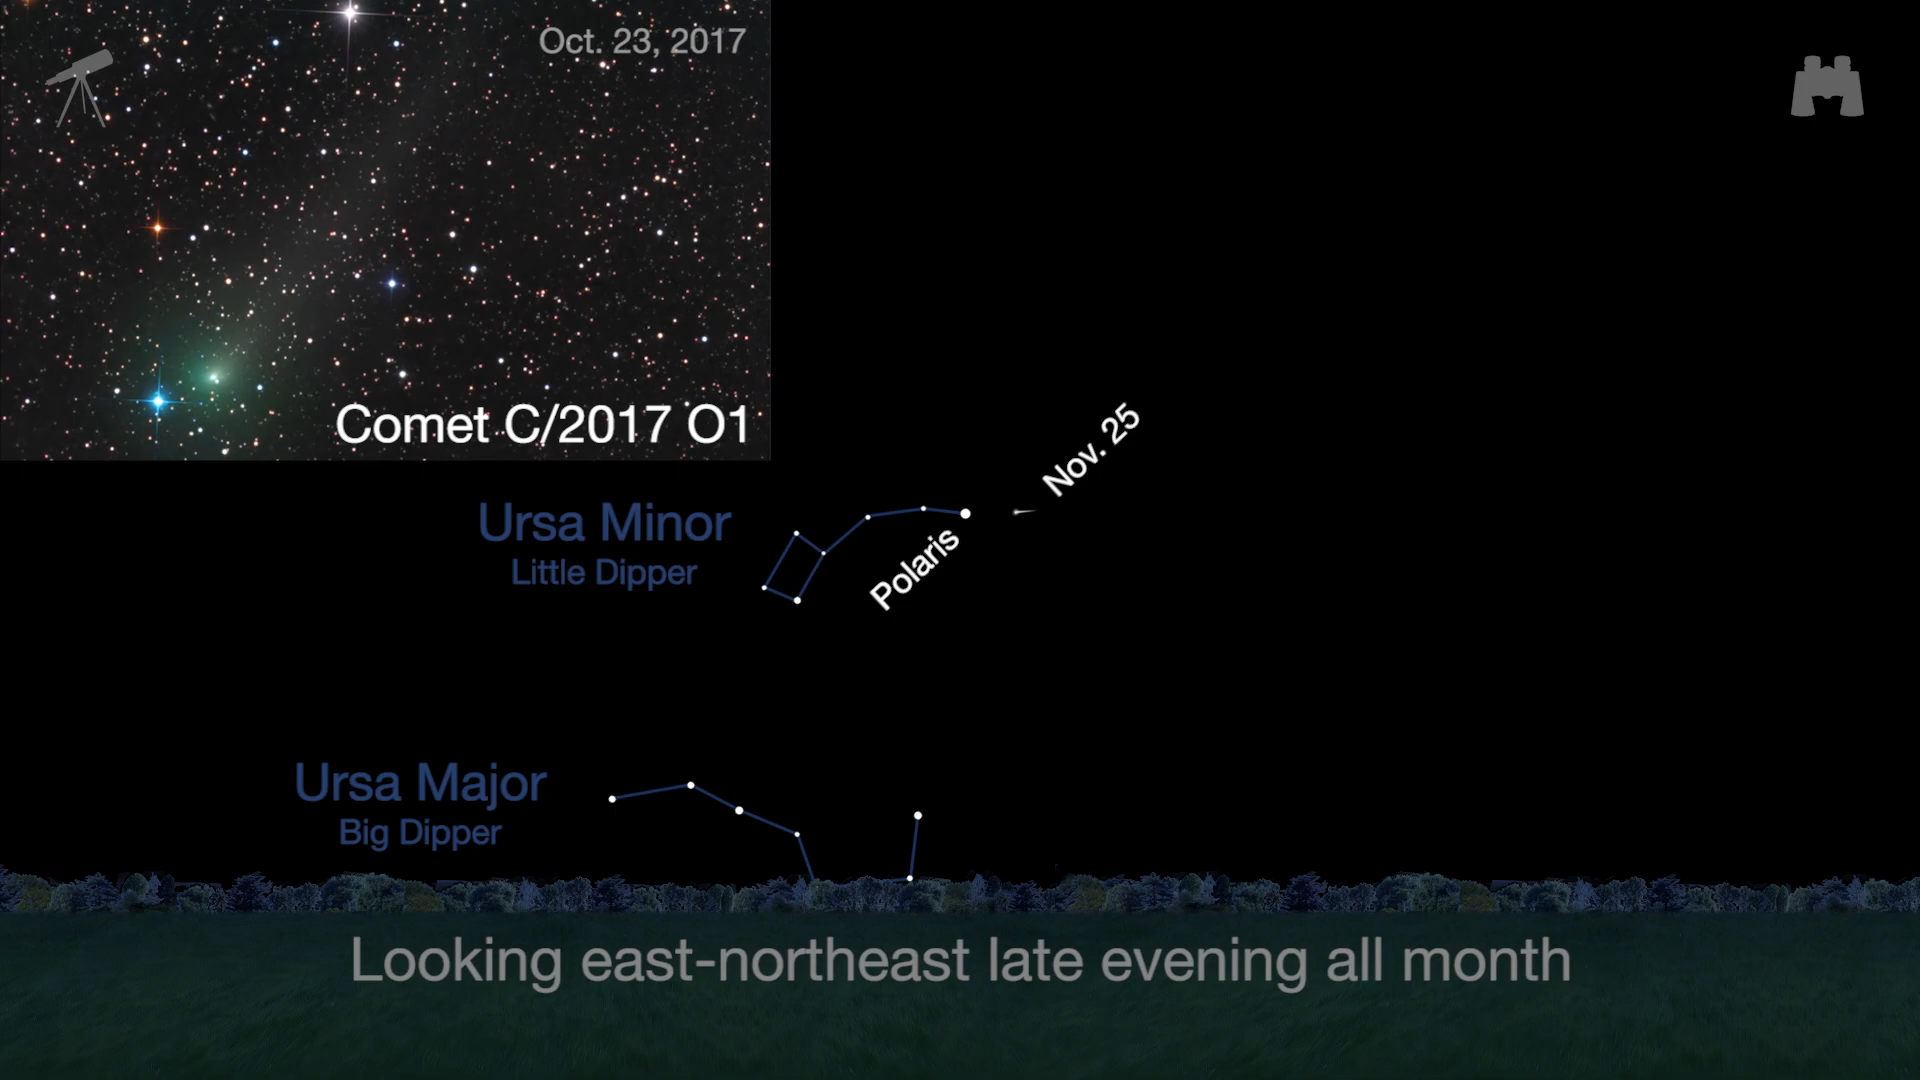 Oct. 23, 2017
Comet C/2017 O1
Nov. 25
Ursa Minor
Little Dipper
Polaris
Ursa Major
Big Dipper
Looking east-northeast late evening all month